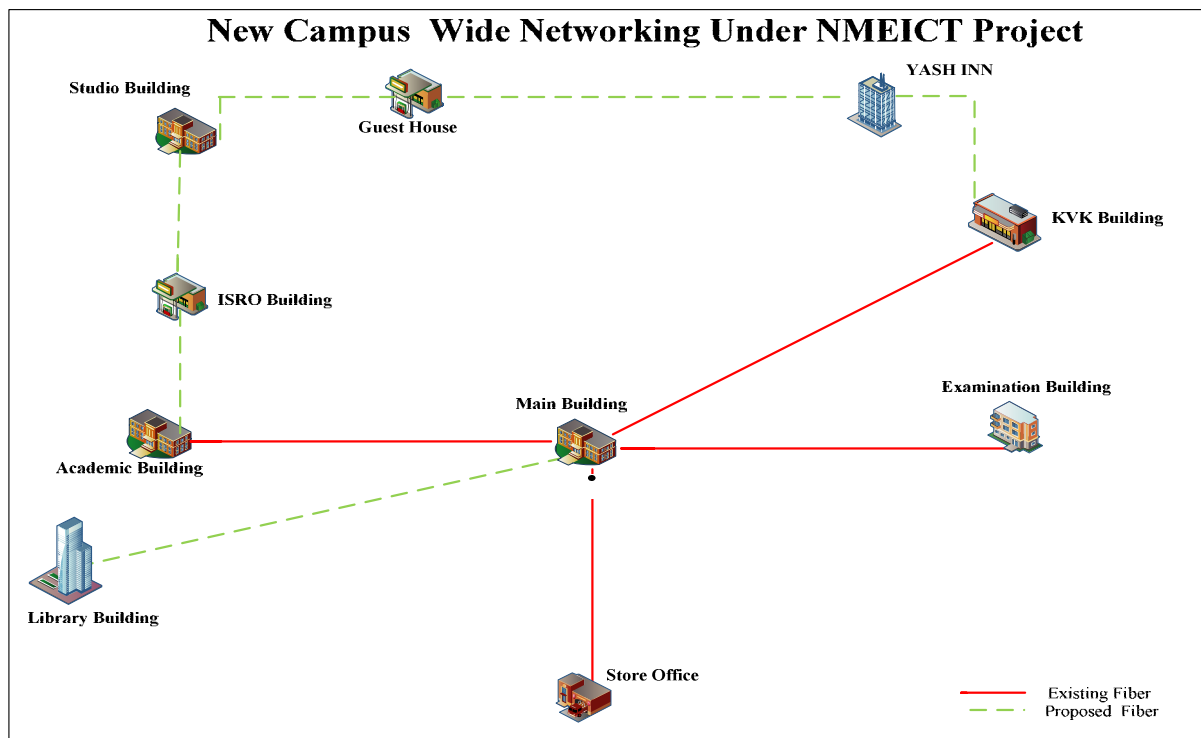 New Campus Wide Networking Under NMEICT Project
YASH INN
Studio Building
Guest House
KVK Building
ISRO Building
Examination Building
Main Building
Academic Building
Library Building
Store Office
Existing Fiber
Proposed Fiber